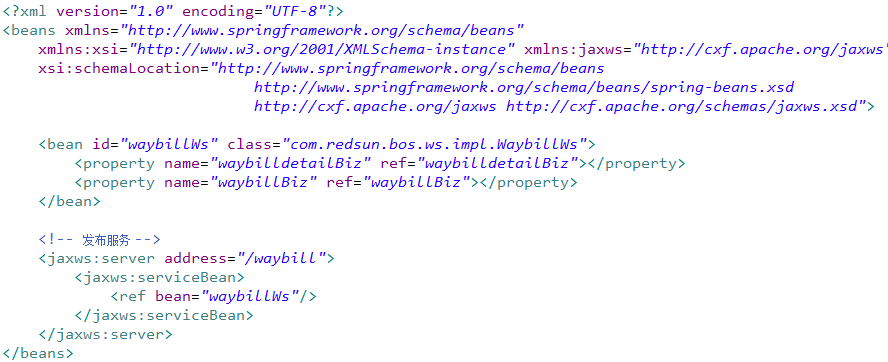 <?xml version="1.0" encoding="UTF-8"?>
<beans xmlns="http://www.springframework.org/schema/beans"
    xmlns:xsi="http://www.w3.org/2001/XMLSchema-instance" xmlns:jaxws="http://cxf.apache.org/jaxws"
    xsi:schemaLocation="http://www.springframework.org/schema/beans
                            http://www.springframework.org/schema/beans/spring-beans.xsd
                            http://cxf.apache.org/jaxws http://cxf.apache.org/schemas/jaxws.xsd">

    <bean id="waybillWs" class="com.redsun.bos.ws.impl.WaybillWs">
        <property name="waybilldetailBiz" ref="waybilldetailBiz"></property>
        <property name="waybillBiz" ref="waybillBiz"></property>
    </bean>

    <!-- 发布服务 -->
    <jaxws:server address="/waybill">
        <jaxws:serviceBean>
            <ref bean="waybillWs"/>
        </jaxws:serviceBean>
    </jaxws:server>
</beans>